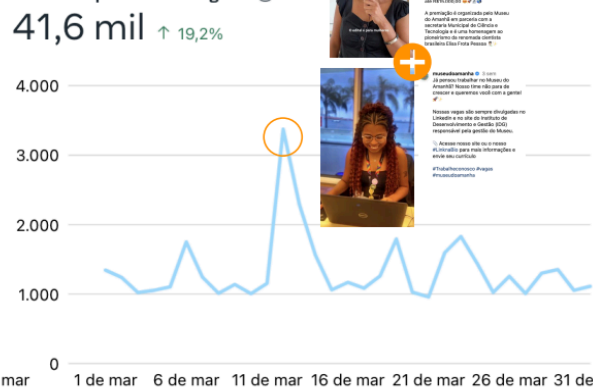 41,6 mil ↑ 19,2%
A premiação é organizada pelo Museu
do Amanhã em parceria com a
secretaria Municipal de Ciência e
Tecnologia e é uma homenagem ao
pioneirismo da renomada cientista
brasileira Elisa Frota Pessoa
museudoamanha 2 sem
Já pensou trabalhar no Museu do
Amanhã? Nosso time não para de
crescer e queremos você com a gente!
Nossas vagas são sempre divulgadas no
LinkedIn e no site do Instituto de
Desenvolvimento e Gestão (IDG)
responsável pela gestão do Museu.
Acesse nosso site ou o nosso
#LinknaBio para mais informações e
envie seu currículo
#Trabalheconosco #vagas
#museudoamanha
4.000
3.000
2.000
1.000
0
mar 1 de mar 6 de mar 11 de mar 16 de mar 21 de mar 26 de mar 31 de